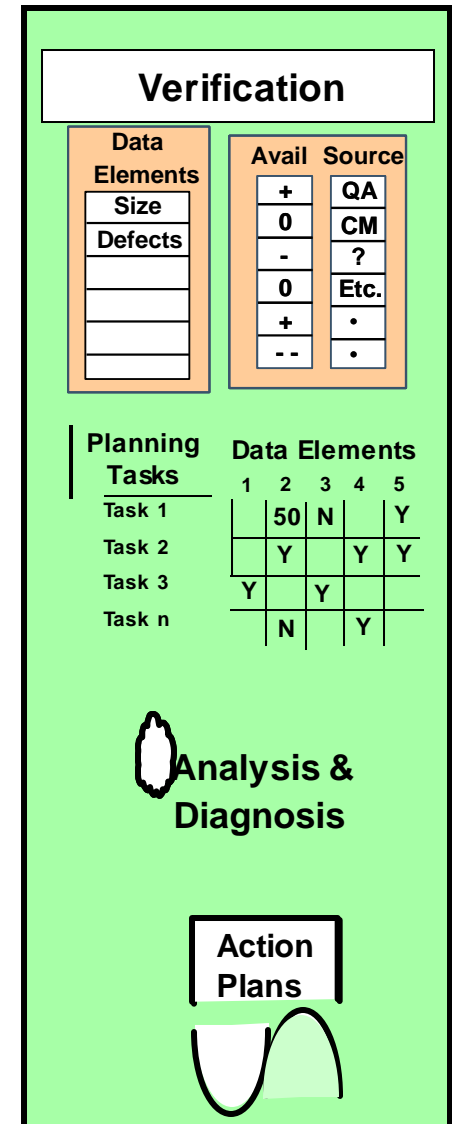 Verification
Data
Elements
Size
Defects
Avail Source
+ QA
0 CM
- ?
0 Etc.
+ •
- - •
Planning
Tasks
Data Elements
1 2 3 4 5
Task 1 50 N Y
Task 2 Y Y Y
Task 3 Y Y
Task n N Y
Analysis &
Diagnosis
Action
Plans